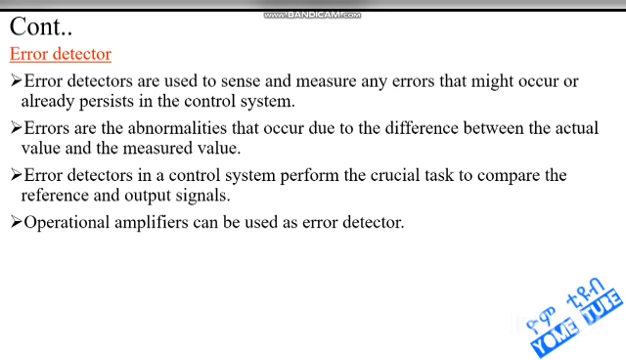 www.BANDICAM.com
Cont..
Error detector
➤Error detectors are used to sense and measure any errors that might occur or
already persists in the control system.
➤Errors are the abnormalities that occur due to the difference between the actual
value and the measured value.
➤Error detectors in a control system perform the crucial task to compare the
reference and output signals.
➤Operational amplifiers can be used as error detector.
ዮም ቲዩብ
YOME TUBE